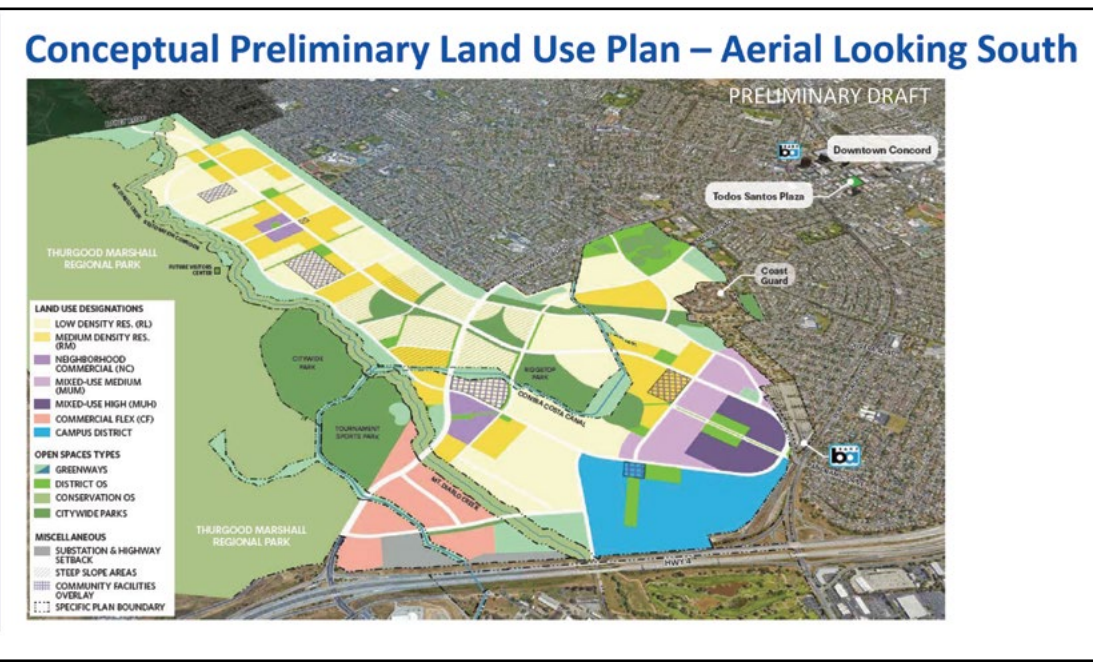 Conceptual Preliminary Land Use Plan – Aerial Looking South
PRELIMINARY DRAFT
Downtown Concord
Todos Santos Plaza
THURGOOD MARSHALL
REGIONAL PARK
FUTURE VISITORS
CENTER
Coast
Guard
CITYWIDE
PARK
RIDGETOP
PARK
CONTRA COSTA CANAL
TOURNAMENT
SPORTS PARK
MT. DIABLO CREEK
THURGOOD MARSHALL
REGIONAL PARK
HWY 4
LAND USE DESIGNATIONS
LOW DENSITY RES. (RL)
MEDIUM DENSITY RES.
(RM)
NEIGHBORHOOD
COMMERCIAL (NC)
MIXED-USE MEDIUM
(MUM)
MIXED-USE HIGH (MUH)
COMMERCIAL FLEX (CF)
CAMPUS DISTRICT
OPEN SPACES TYPES
GREENWAYS
DISTRICT OS
CONSERVATION OS
CITYWIDE PARKS
MISCELLANEOUS
SUBSTATION & HIGHWAY
SETBACK
STEEP SLOPE AREAS
COMMUNITY FACILITIES
OVERLAY
SPECIFIC PLAN BOUNDARY